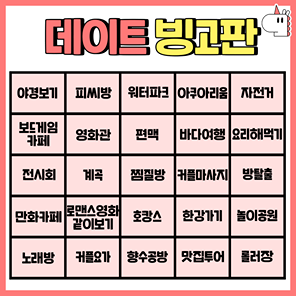 데이트 빙고판
야경보기 피씨방 워터파크 아쿠아리움 자전거
보드게임
카페 영화관 편맥 바다여행 요리해먹기
전시회 계곡 찜질방 커플마사지 방탈출
만화카페 로맨스영화
같이보기 호캉스 한강가기 놀이공원
노래방 커플요가 향수공방 맛집투어 롤러장